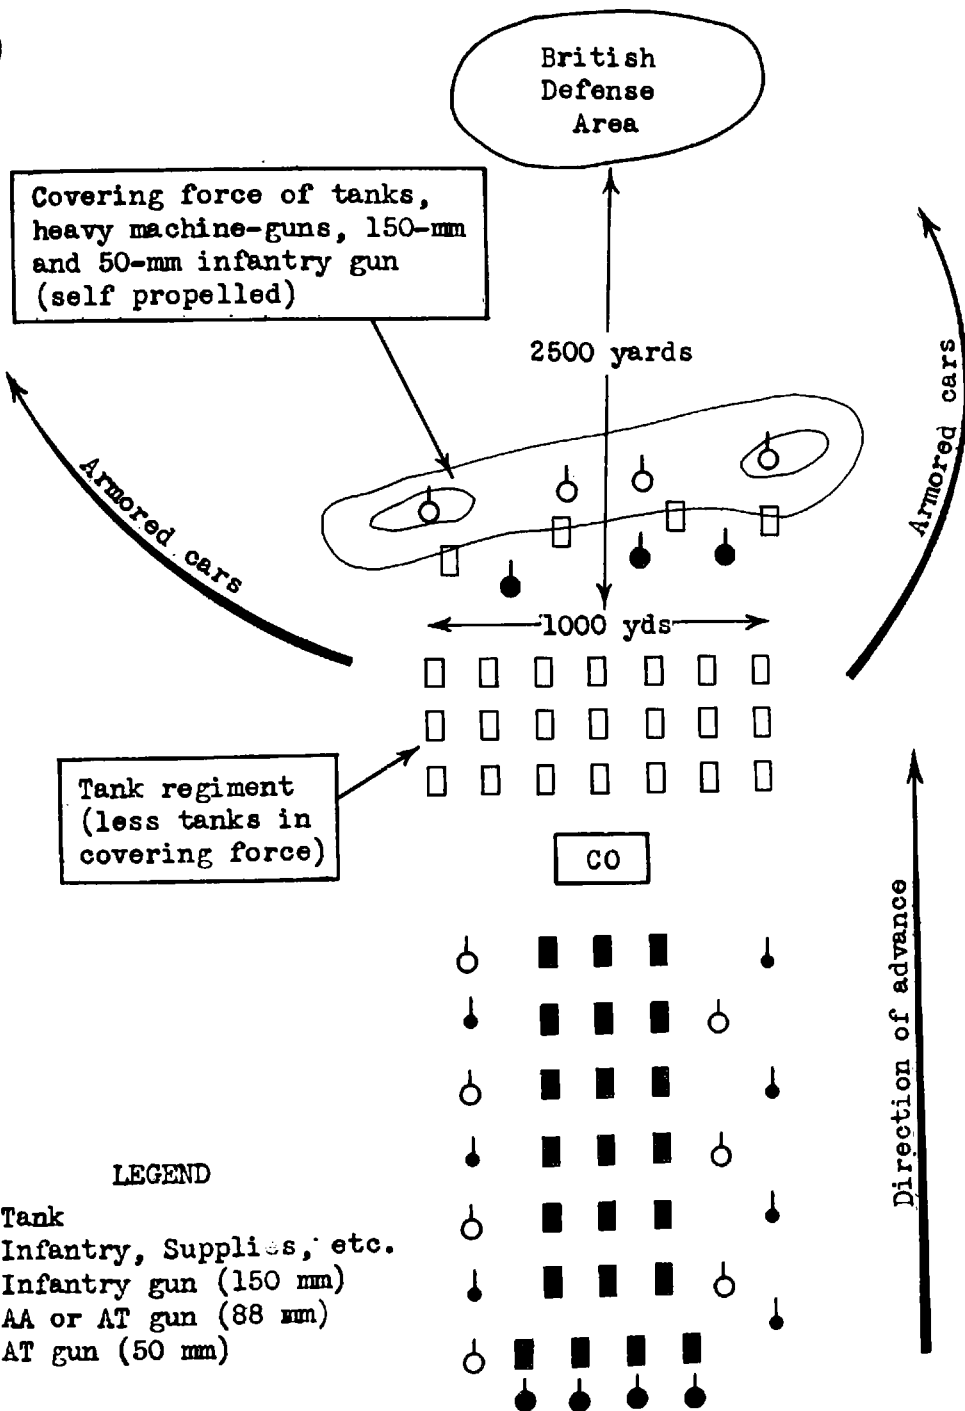 British
Defense
Area
Covering force of tanks,
heavy machine-guns, 150-mm
and 50-mm infantry gun
(self propelled)
2500 yards
Armored cars
Armored cars
1000 yds
Tank regiment
(less tanks in
covering force)
CO
Direction of advance
LEGEND
Tank
Infantry, Supplies, etc.
Infantry gun (150 mm)
AA or AT gun (88 mm)
AT gun (50 mm)